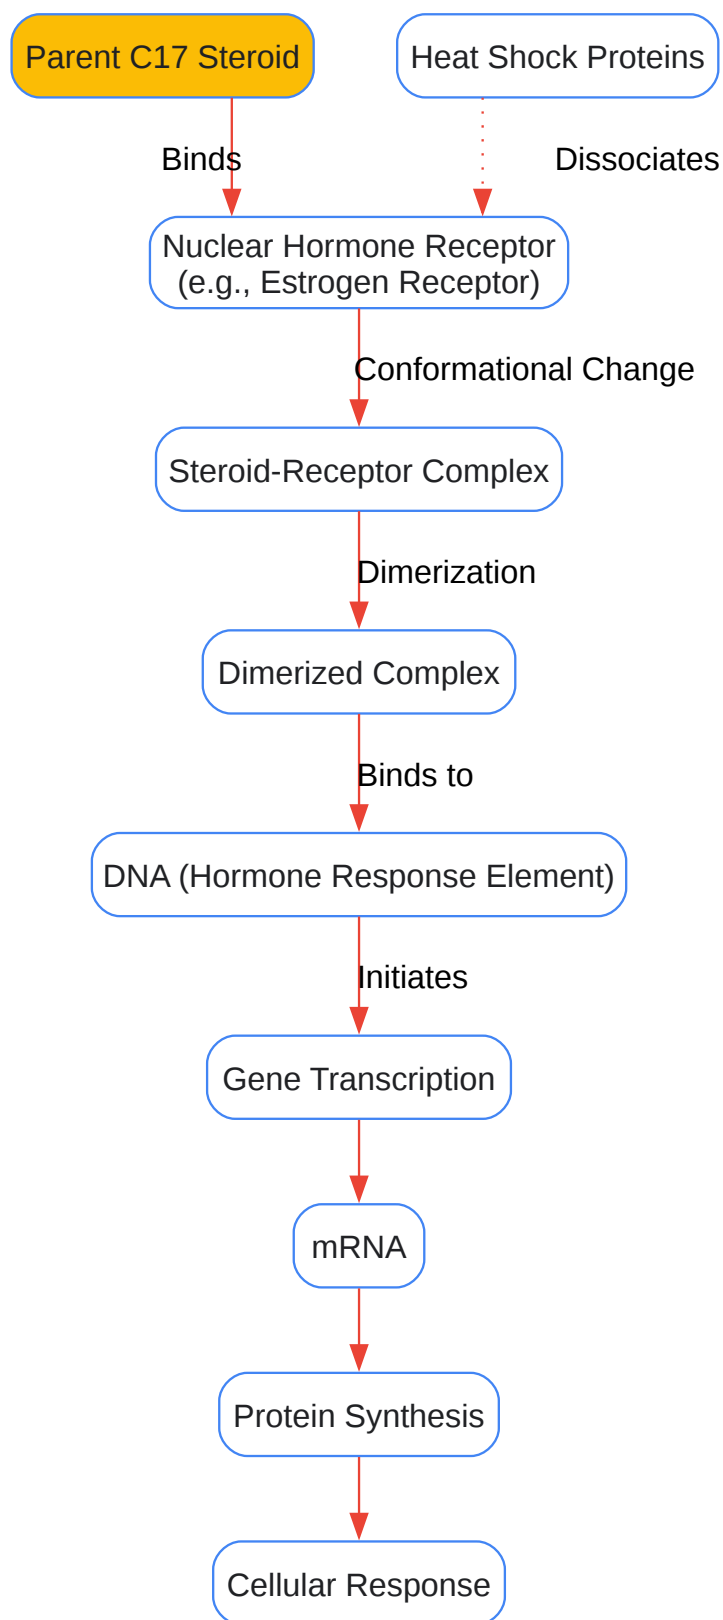 Parent C17 Steroid
Heat Shock Proteins
Binds
Dissociates
Nuclear Hormone Receptor
(e.g., Estrogen Receptor)
Conformational Change
Steroid-Receptor Complex
Dimerization
Dimerized Complex
Binds to
DNA (Hormone Response Element)
Initiates
Gene Transcription
mRNA
Protein Synthesis
Cellular Response